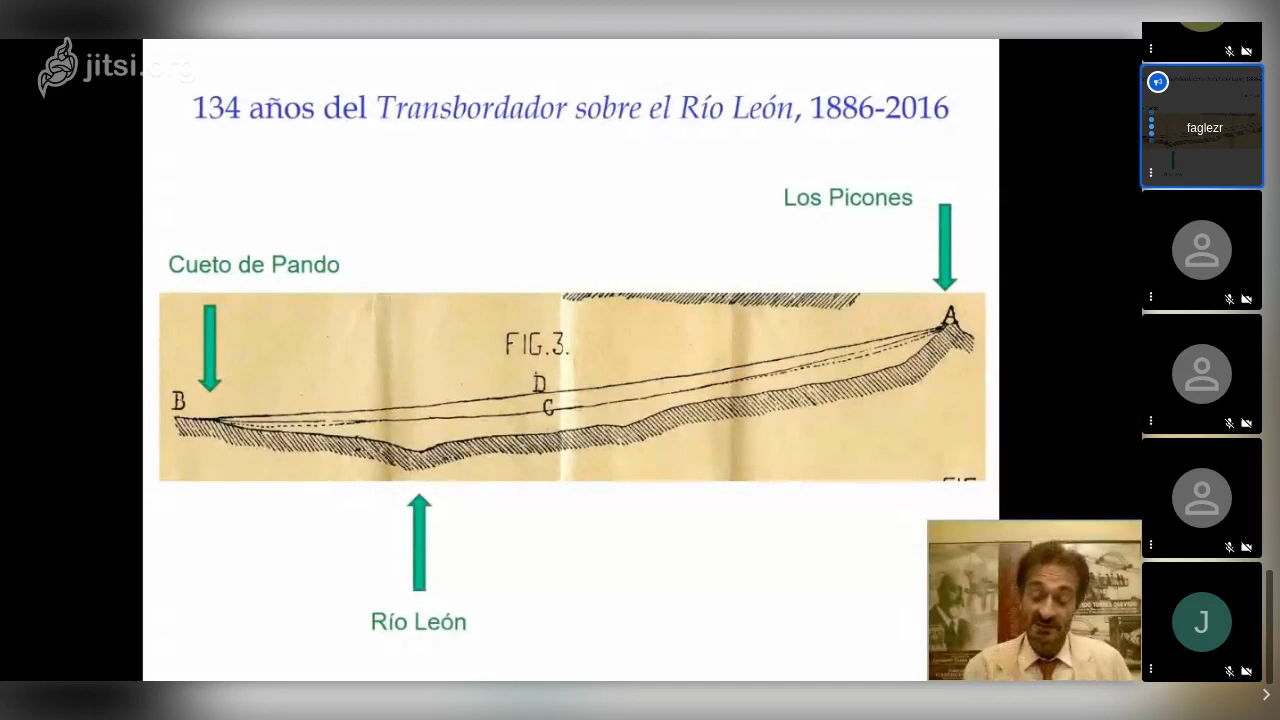 jitsi.org
134 años del Transbordador sobre el Río León, 1886-2016
faglezr
Los Picones
Cueto de Pando
A
FIG.3.
D
B
C
Río León
J